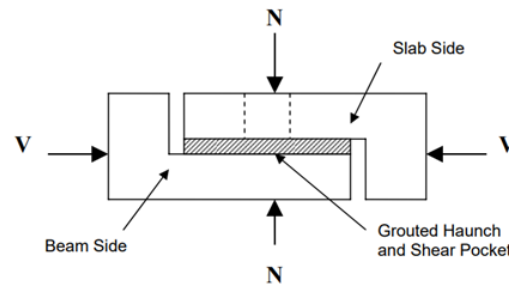 N
Slab Side
V
V
Beam Side
Grouted Haunch
and Shear Pocket
N